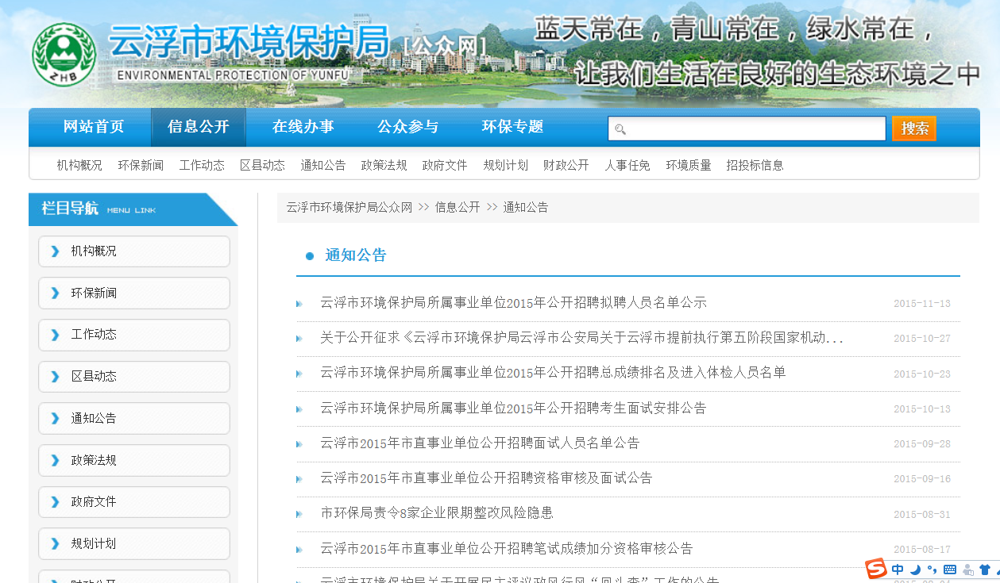 云浮市环境保护局 [公众网]
ENVIRONMENTAL PROTECTION OF YUNFU
ZHB
蓝天常在，青山常在，绿水常在，
让我们生活在良好的生态环境之中
网站首页 信息公开 在线办事 公众参与 环保专题 搜索
机构概况 环保新闻 工作动态 区县动态 通知公告 政策法规 政府文件 规划计划 财政公开 人事任免 环境质量 招投标信息
栏目导航 MENU LINK
机构概况
环保新闻
工作动态
区县动态
通知公告
政策法规
政府文件
规划计划
财政公开
云浮市环境保护局公众网 >> 信息公开 >> 通知公告
通知公告
云浮市环境保护局所属事业单位2015年公开招聘拟聘人员名单公示 2015-11-13
关于公开征求《云浮市环境保护局云浮市公安局关于云浮市提前执行第五阶段国家机动... 2015-10-27
云浮市环境保护局所属事业单位2015年公开招聘总成绩排名及进入体检人员名单 2015-10-23
云浮市环境保护局所属事业单位2015年公开招聘考生面试安排公告 2015-10-13
云浮市2015年市直事业单位公开招聘面试人员名单公告 2015-09-28
云浮市2015年市直事业单位公开招聘资格审核及面试公告 2015-09-16
市环保局责令8家企业限期整改风险隐患 2015-08-31
云浮市2015年市直事业单位公开招聘笔试成绩加分资格审核公告 2015-08-17
云浮市环境保护局关于开展民主评议政风行风“回头查”工作的公告
S 中